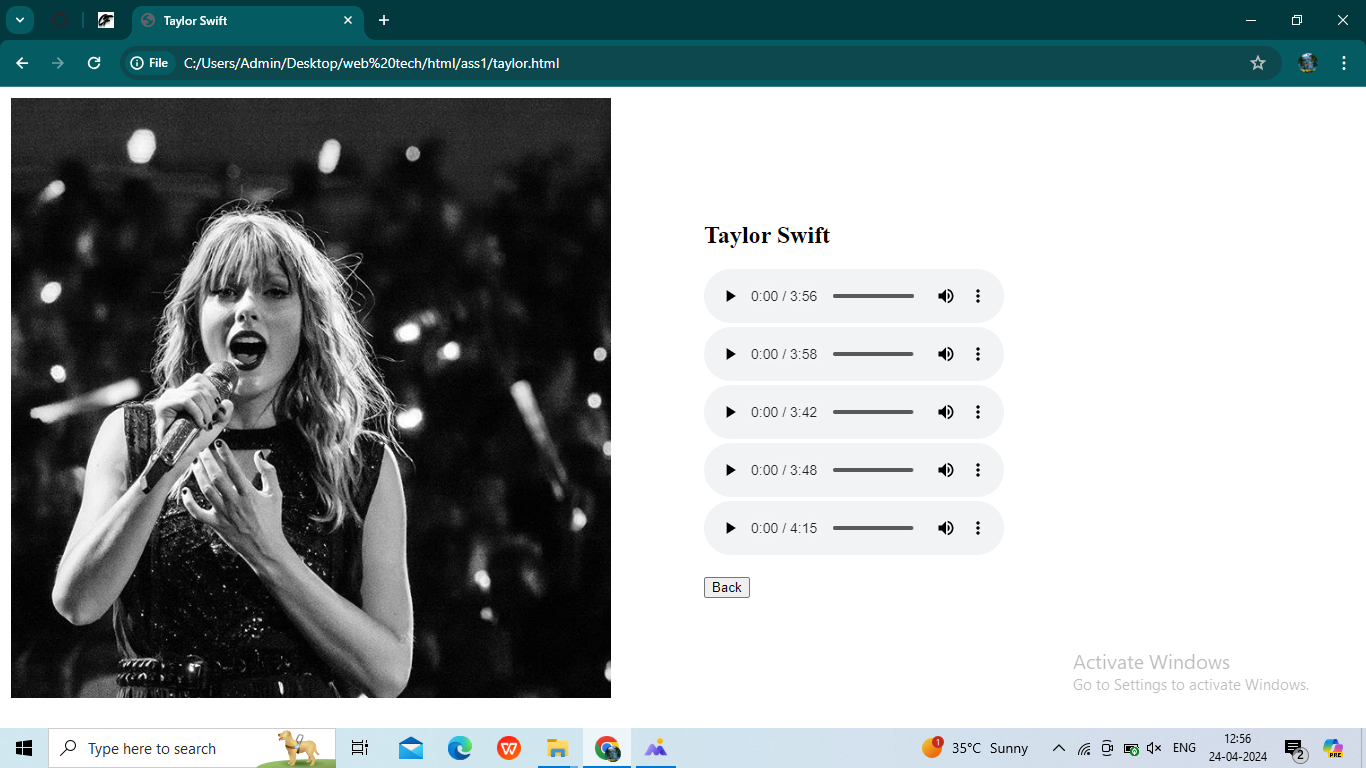 Taylor Swift
File
C:/Users/Admin/Desktop/web%20tech/html/ass1/taylor.html
Taylor Swift
0:00 / 3:56
0:00 / 3:58
0:00 / 3:42
0:00 / 3:48
0:00 / 4:15
Back
Activate Windows
Go to Settings to activate Windows.
Type here to search
W
1
35°C Sunny
ENG
12:56
24-04-2024
2
PRE